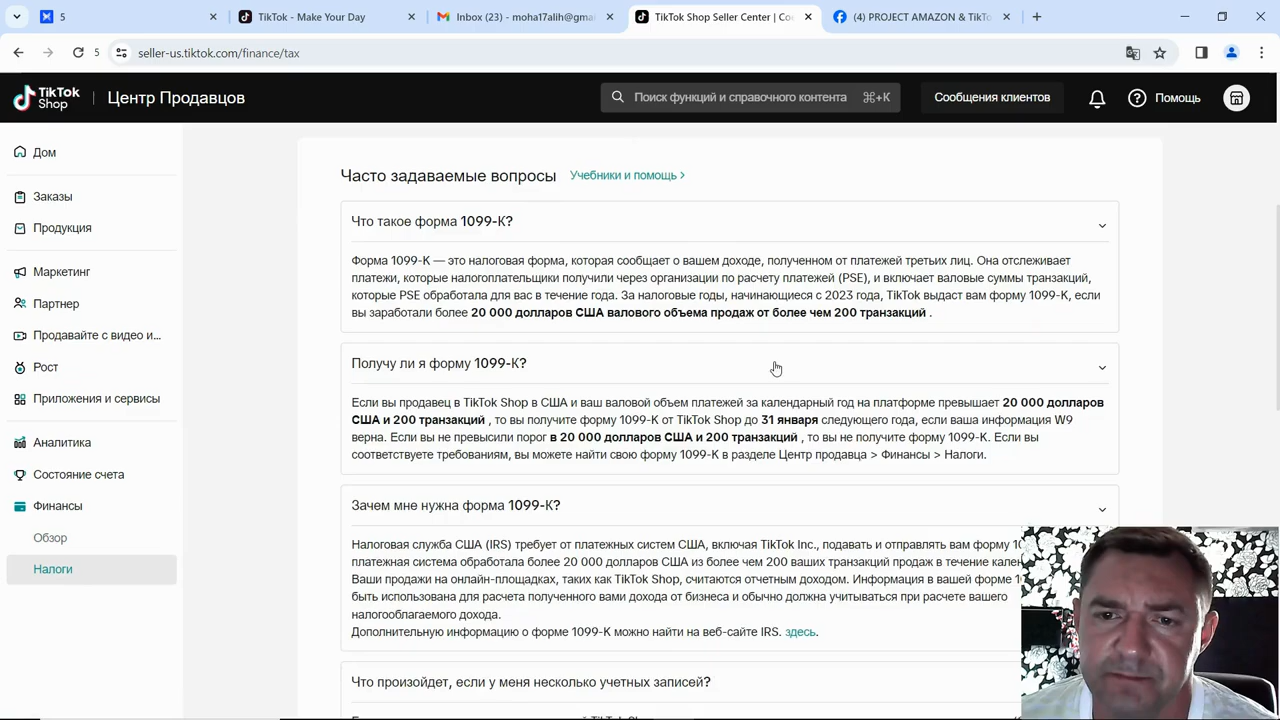 5
TikTok - Make Your Day
Inbox (23) - moha17alih@gma
TikTok Shop Seller Center | Co
(4) PROJECT AMAZON & TikTo
5
seller-us.tiktok.com/finance/tax
TikTok
Shop
Центр Продавцов
Поиск функций и справочного контента ⌘+K
Сообщения клиентов
Помощь
Дом
Заказы
Продукция
Маркетинг
Партнер
Продавайте с видео и...
Рост
Приложения и сервисы
Аналитика
Состояние счета
Финансы
Обзор
Налоги
Часто задаваемые вопросы
Учебники и помощь >
Что такое форма 1099-К?
Форма 1099-K — это налоговая форма, которая сообщает о вашем доходе, полученном от платежей третьих лиц. Она отслеживает
платежи, которые налогоплательщики получили через организации по расчету платежей (PSE), и включает валовые суммы транзакций,
которые PSE обработала для вас в течение года. За налоговые годы, начинающиеся с 2023 года, TikTok выдаст вам форму 1099-K, если
вы заработали более 20 000 долларов США валового объема продаж от более чем 200 транзакций .
Получу ли я форму 1099-К?
Если вы продавец в TikTok Shop в США и ваш валовой объем платежей за календарный год на платформе превышает 20 000 долларов
США и 200 транзакций , то вы получите форму 1099-K от TikTok Shop до 31 января следующего года, если ваша информация W9
верна. Если вы не превысили порог в 20 000 долларов США и 200 транзакций , то вы не получите форму 1099-K. Если вы
соответствуете требованиям, вы можете найти свою форму 1099-K в разделе Центр продавца > Финансы > Налоги.
Зачем мне нужна форма 1099-К?
Налоговая служба США (IRS) требует от платежных систем США, включая TikTok Inc., подавать и отправлять вам форму 10
платежная система обработала более 20 000 долларов США из более чем 200 ваших транзакций продаж в течение кален
Ваши продажи на онлайн-площадках, таких как TikTok Shop, считаются отчетным доходом. Информация в вашей форме 1
быть использована для расчета полученного вами дохода от бизнеса и обычно должна учитываться при расчете вашего
налогооблагаемого дохода.
Дополнительную информацию о форме 1099-K можно найти на веб-сайте IRS. здесь.
Что произойдет, если у меня несколько учетных записей?